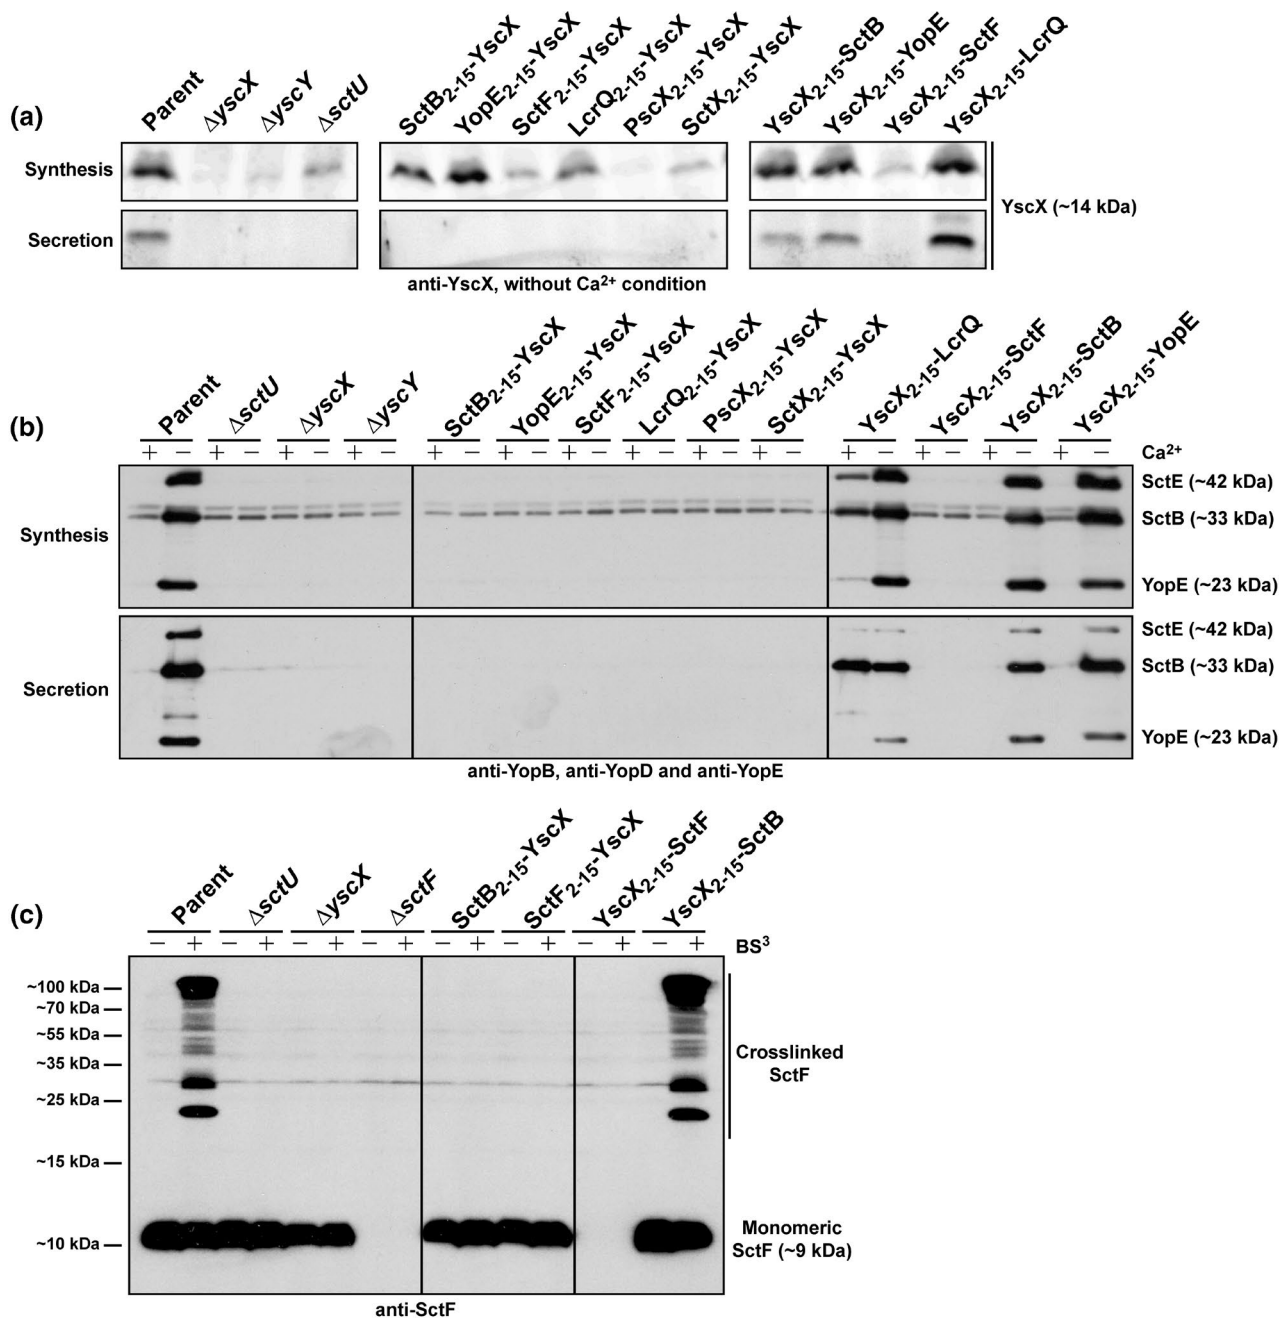 (a)
Parent
ΔyscX
ΔyscY
ΔsctU
SctB2-15-YscX
YopE2-15-YscX
SctF2-15-YscX
LcrQ2-15-YscX
PscX2-15-YscX
SctX2-15-YscX
YscX2-15-SctB
YscX2-15-YopE
YscX2-15-SctF
YscX2-15-LcrQ
Synthesis
Secretion
YscX (~14 kDa)
anti-YscX, without Ca2+ condition
(b)
Parent
ΔsctU
ΔyscX
ΔyscY
SctB2-15-YscX
YopE2-15-YscX
SctF2-15-YscX
LcrQ2-15-YscX
PscX2-15-YscX
SctX2-15-YscX
YscX2-15-LcrQ
YscX2-15-SctF
YscX2-15-SctB
YscX2-15-YopE
+ − + − + − + − + − + − + − + − + − + − + − + − + − + − Ca2+
SctE (~42 kDa)
Synthesis
SctB (~33 kDa)
YopE (~23 kDa)
SctE (~42 kDa)
Secretion
SctB (~33 kDa)
YopE (~23 kDa)
anti-YopB, anti-YopD and anti-YopE
(c)
Parent
ΔsctU
ΔyscX
ΔsctF
SctB2-15-YscX
SctF2-15-YscX
YscX2-15-SctF
YscX2-15-SctB
− + − + − + − + − + − + − + − + BS3
~100 kDa
~70 kDa
~55 kDa
~35 kDa
~25 kDa
~15 kDa
~10 kDa
Crosslinked
SctF
Monomeric
SctF (~9 kDa)
anti-SctF